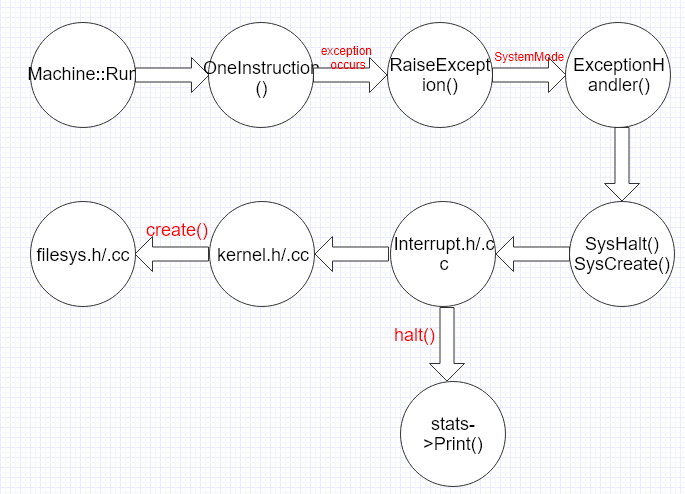 Machine::Run
OneInstruction
()
exception
occurs
RaiseExcept
ion()
SystemMode
ExceptionH
andler()
filesys.h/.cc
create()
kernel.h/.cc
Interrupt.h/.c
c
SysHalt()
SysCreate()
halt()
stats-
>Print()